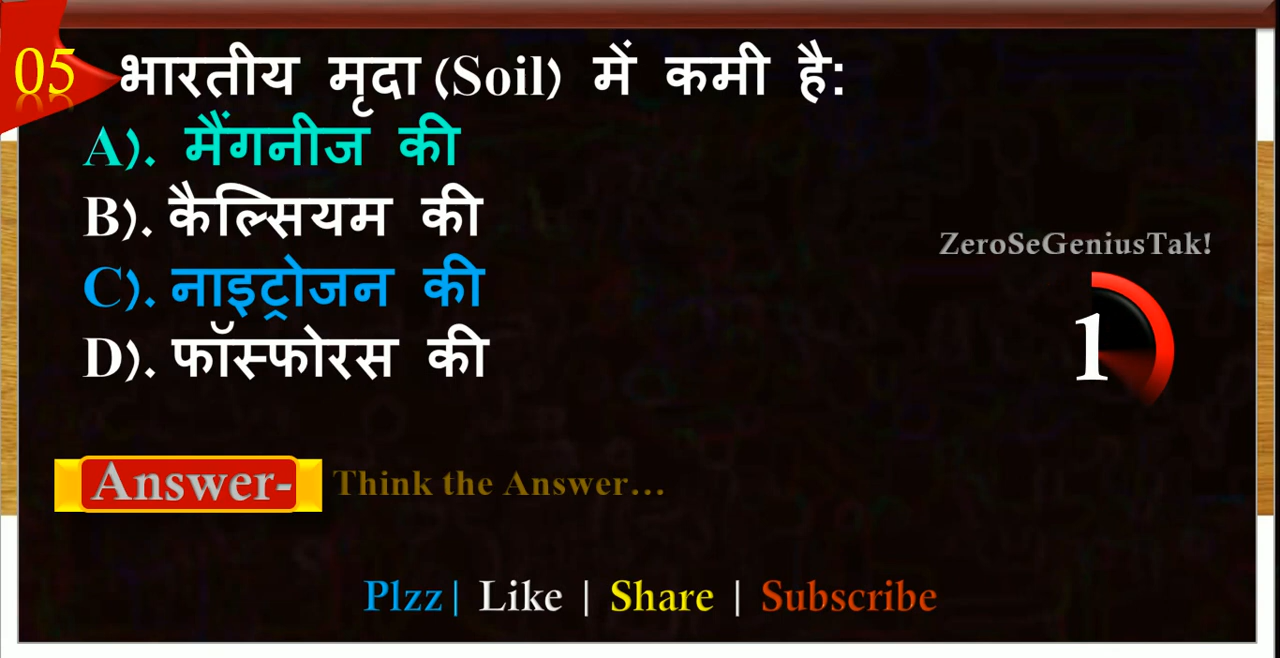 05 भारतीय मृदा (Soil) में कमी है:
A). मैंगनीज की
B). कैल्सियम की
C). नाइट्रोजन की
D). फॉस्फोरस की
ZeroSeGeniusTak!
1
Answer- Think the Answer...
Plzz| Like | Share | Subscribe